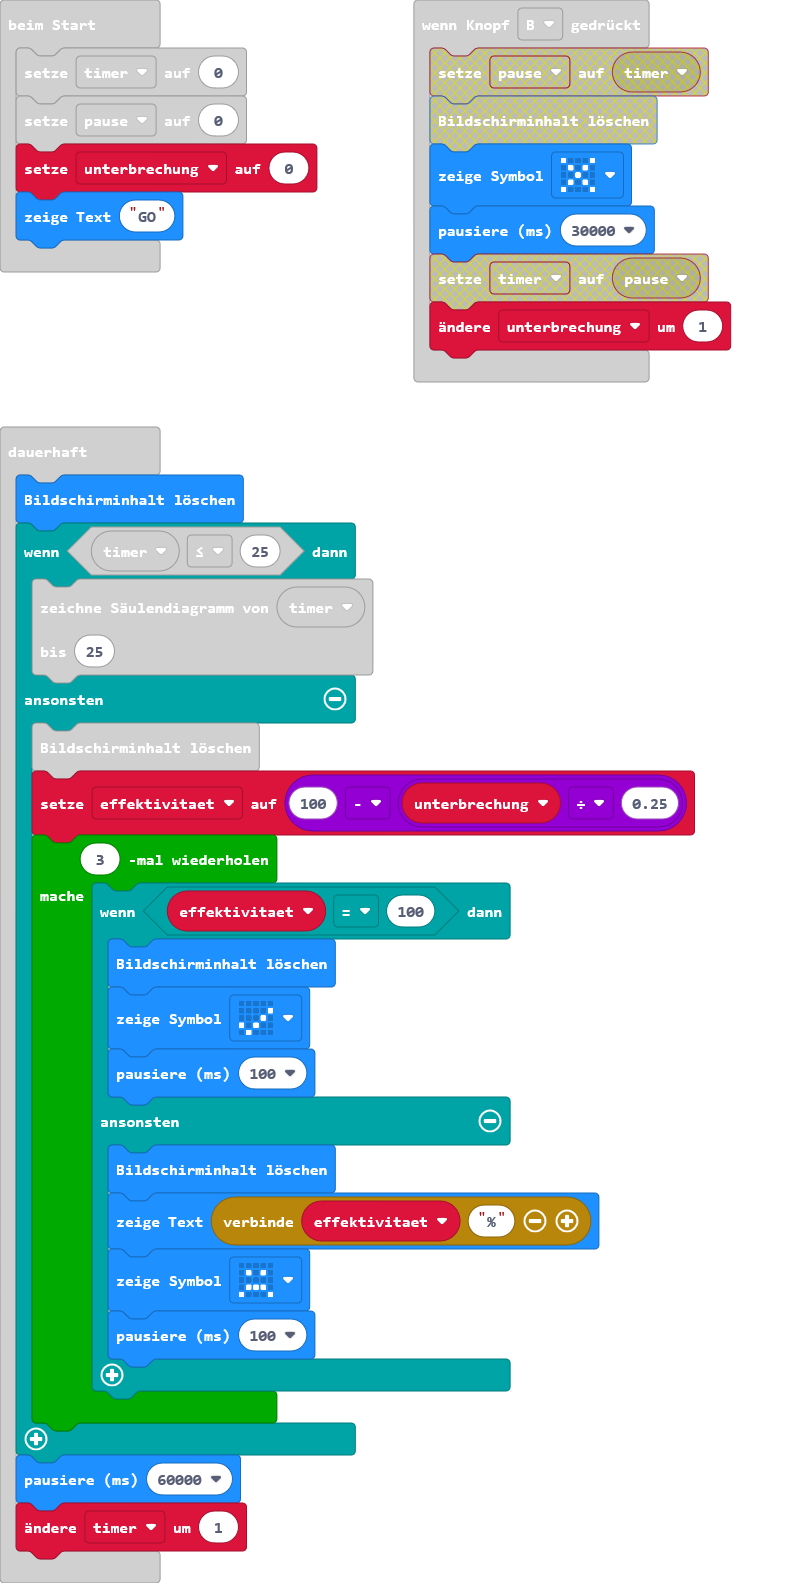 beim Start
setze timer auf 0
setze pause auf 0
setze unterbrechung auf 0
zeige Text "GO"
wenn Knopf B gedrückt
setze pause auf timer
Bildschirminhalt löschen
zeige Symbol
pausiere (ms) 30000
setze timer auf pause
ändere unterbrechung um 1
dauerhaft
Bildschirminhalt löschen
wenn timer ≤ 25 dann
zeichne Säulendiagramm von timer
bis 25
ansonsten
Bildschirminhalt löschen
setze effektivitaet auf 100 - unterbrechung ÷ 0.25
3 -mal wiederholen
mache
wenn effektivitaet = 100 dann
Bildschirminhalt löschen
zeige Symbol
pausiere (ms) 100
ansonsten
Bildschirminhalt löschen
zeige Text verbinde effektivitaet "%"
zeige Symbol
pausiere (ms) 100
pausiere (ms) 60000
ändere timer um 1